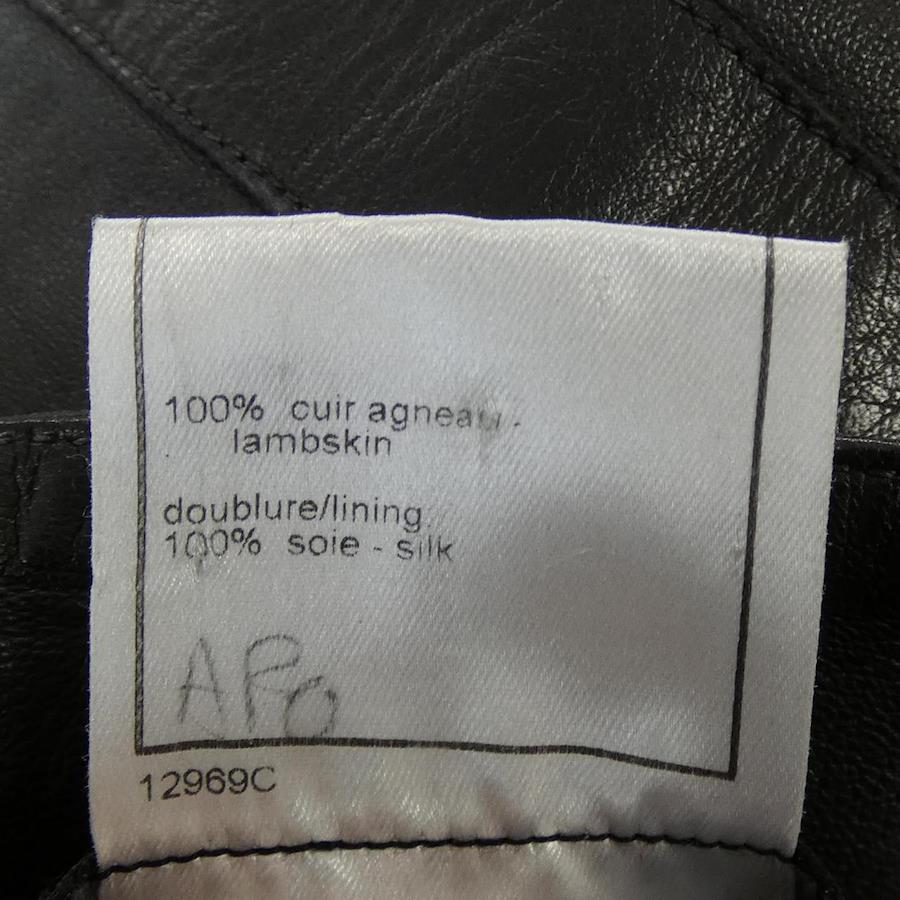 100% cuir agneau -
lambskin
doublure/lining
100% soie - silk
APo
12969C